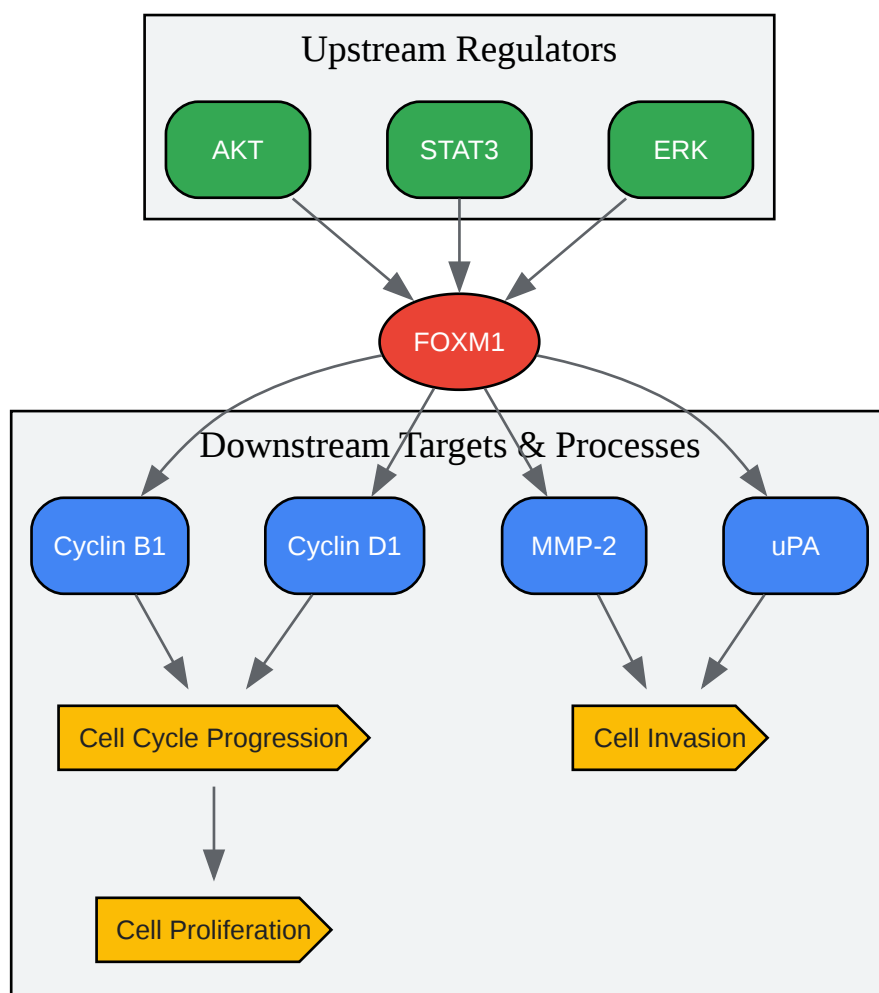 Upstream Regulators
AKT
STAT3
ERK
FOXM1
Downstream Targets & Processes
Cyclin B1
Cyclin D1
MMP-2
uPA
Cell Cycle Progression
Cell Invasion
Cell Proliferation